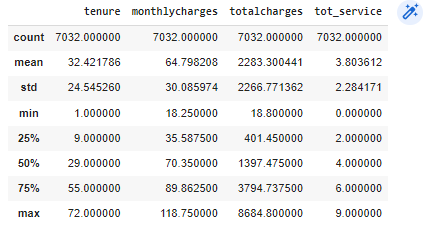 tenure monthlycharges totalcharges tot_service
count 7032.000000 7032.000000 7032.000000 7032.000000
mean 32.421786 64.798208 2283.300441 3.803612
std 24.545260 30.085974 2266.771362 2.284171
min 1.000000 18.250000 18.800000 0.000000
25% 9.000000 35.587500 401.450000 2.000000
50% 29.000000 70.350000 1397.475000 4.000000
75% 55.000000 89.862500 3794.737500 6.000000
max 72.000000 118.750000 8684.800000 9.000000